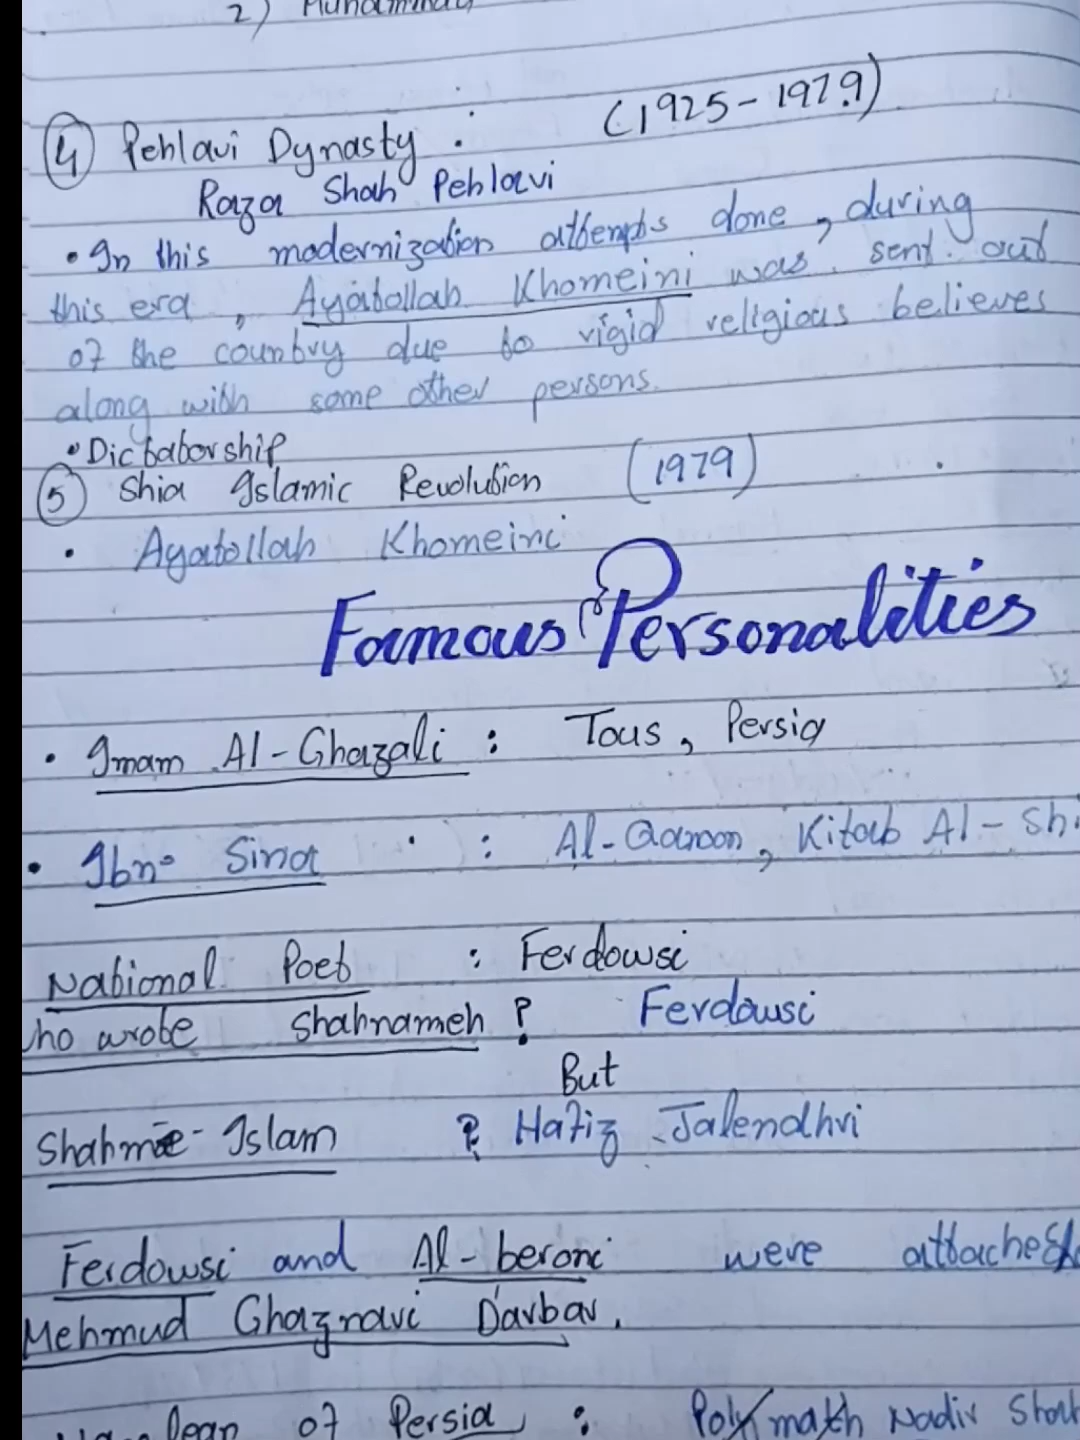 2)
④ Pehlavi Dynasty : (1925-1979)
Raza Shah Pehlavi
• In this modernization attempts done, during
this era, Ayatollah Khomeini was sent out
of the country due to rigid religious believes
along with some other persons.
• Dictatorship
⑤ Shia Islamic Revolution (1979)
• Ayatollah Khomeini
Famous Personalities
• Imam Al-Ghazali : Tous, Persia
• Ibn-Sina : Al-Qanoon, Kitab Al-Sh
National Poet : Ferdowsi
ho wrote Shahnameh ? Ferdowsi
But
Shahme-Islam ? Hafiz Jalendhri
Ferdowsi and Al-beroni were attached
Mehmud Ghaznavi Darbar.
of Persia : Polymath Nadir Shah